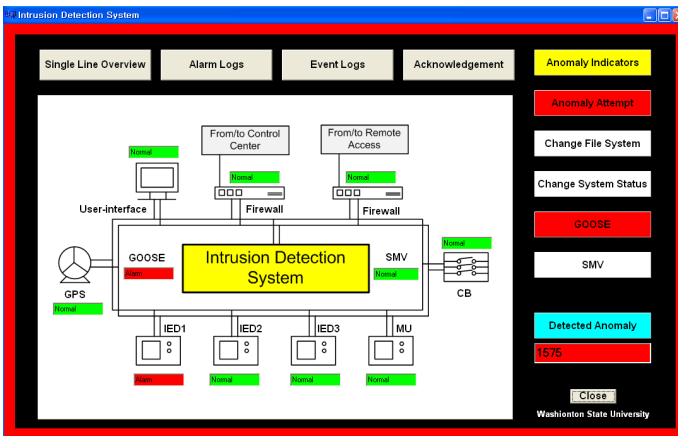 Intrusion Detection System
Single Line Overview
Alarm Logs
Event Logs
Acknowledgement
Anomaly Indicators
Anomaly Attempt
Change File System
Change System Status
GOOSE
SMV
Detected Anomaly
1575
Close
Washionton State University
From/to Control
Center
From/to Remote
Access
Normal
Normal
Normal
User-interface
Firewall
Firewall
GOOSE
Alarm
Intrusion Detection
System
SMV
Normal
Normal
CB
GPS
Normal
IED1
IED2
IED3
MU
Alarm
Normal
Normal
Normal